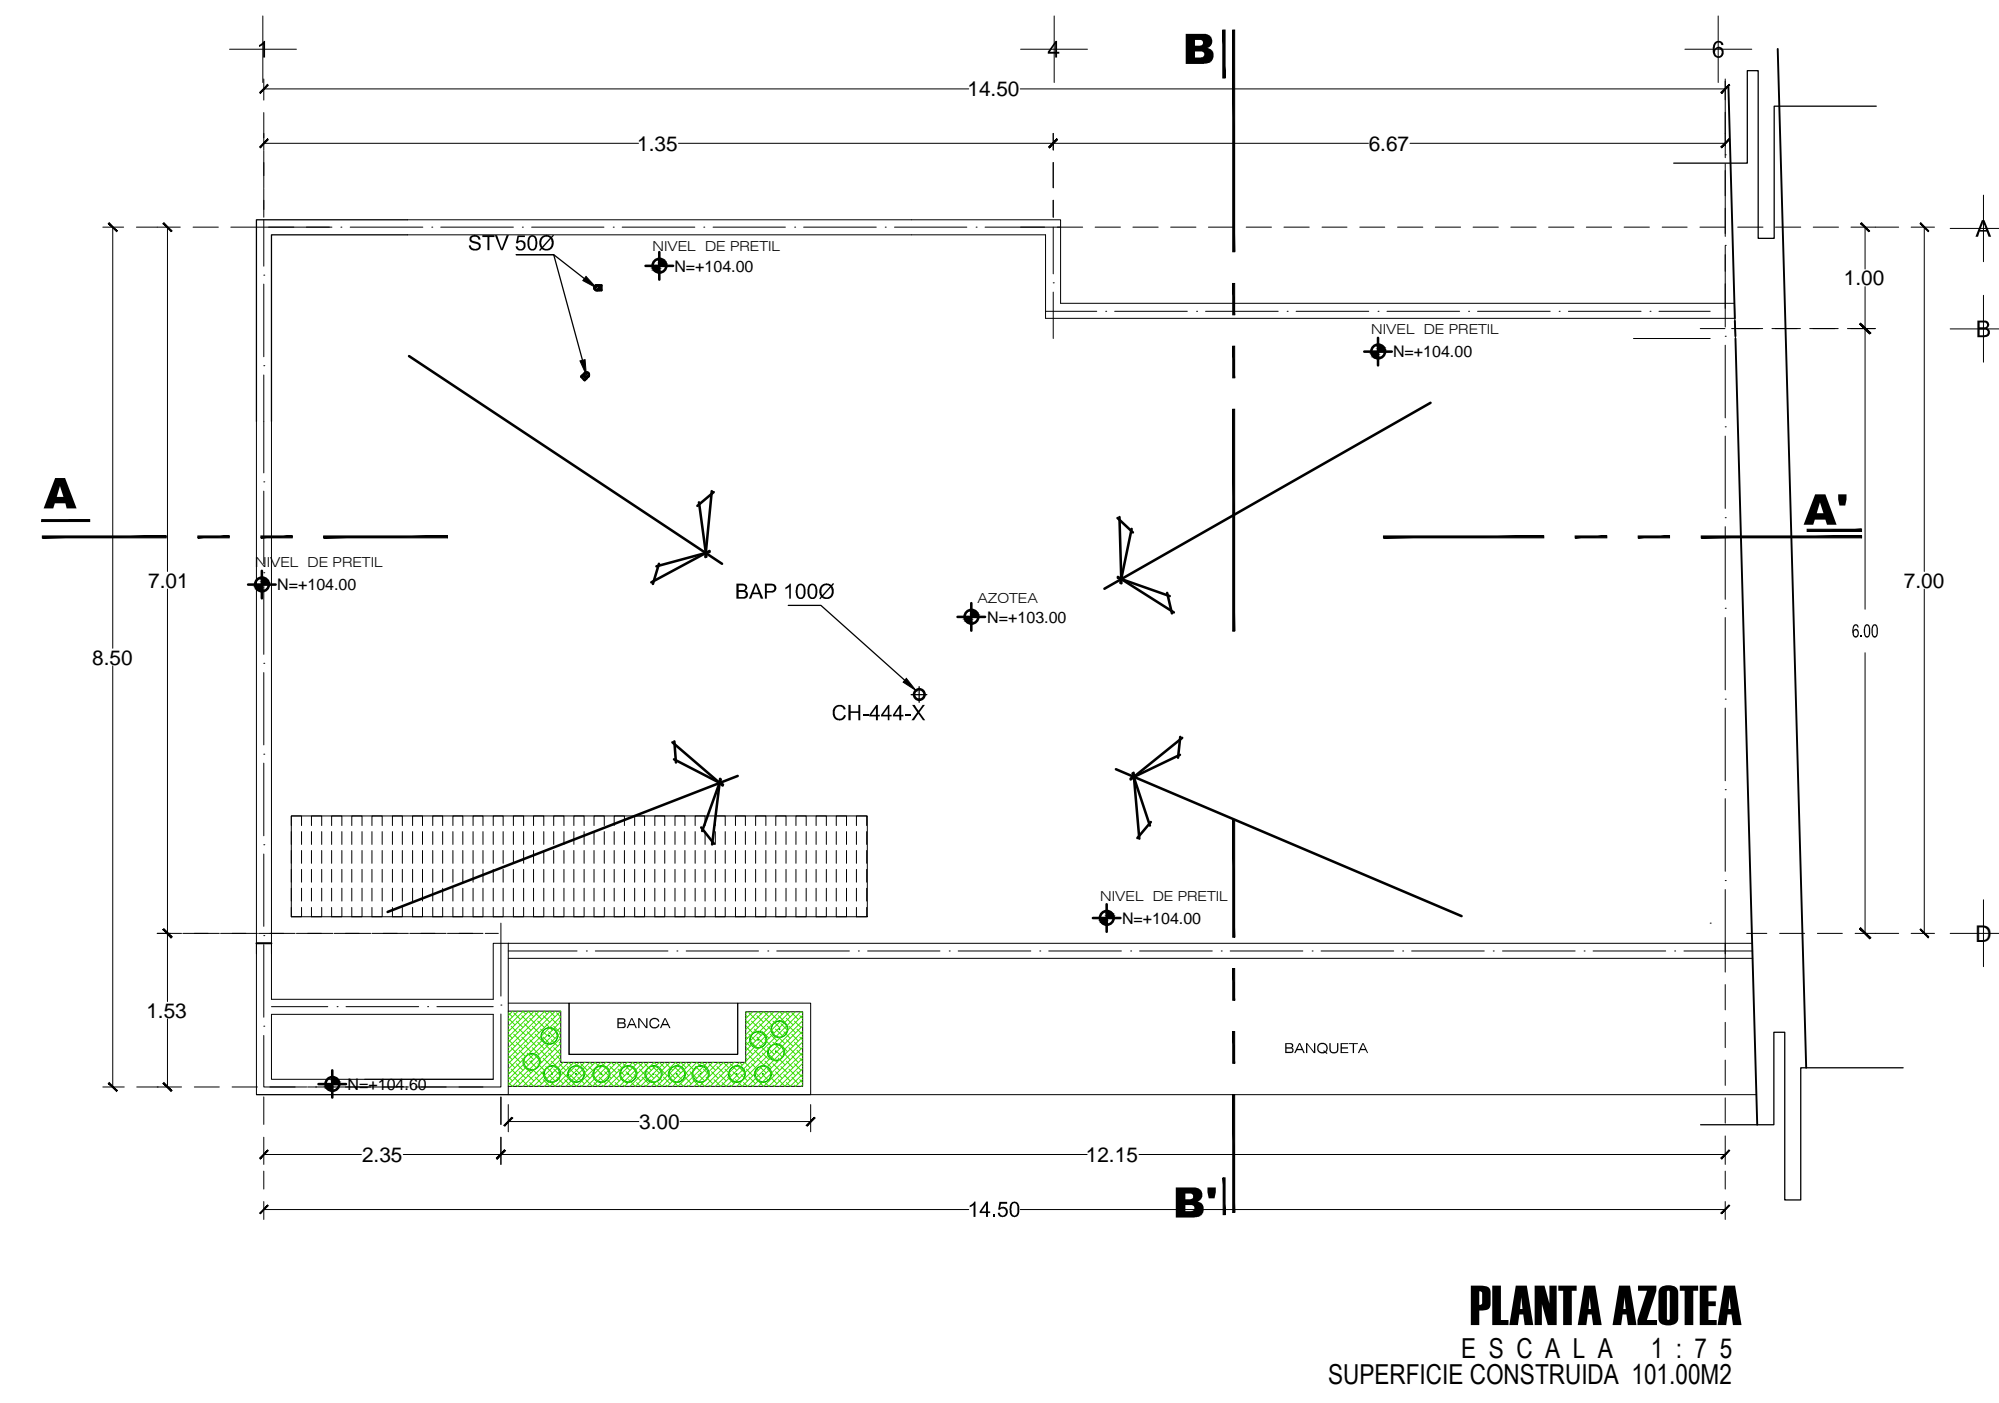 1
4
B
6
14.50
1.35
6.67
A
STV 50Ø
NIVEL DE PRETIL
N=+104.00
1.00
NIVEL DE PRETIL
N=+104.00
B
A
A'
NIVEL DE PRETIL
N=+104.00
7.01
BAP 100Ø
AZOTEA
N=+103.00
7.00
6.00
8.50
CH-444-X
NIVEL DE PRETIL
N=+104.00
D
1.53
BANCA
BANQUETA
N=+104.60
3.00
2.35
12.15
B'
14.50
PLANTA AZOTEA
ESCALA 1:75
SUPERFICIE CONSTRUIDA 101.00M2